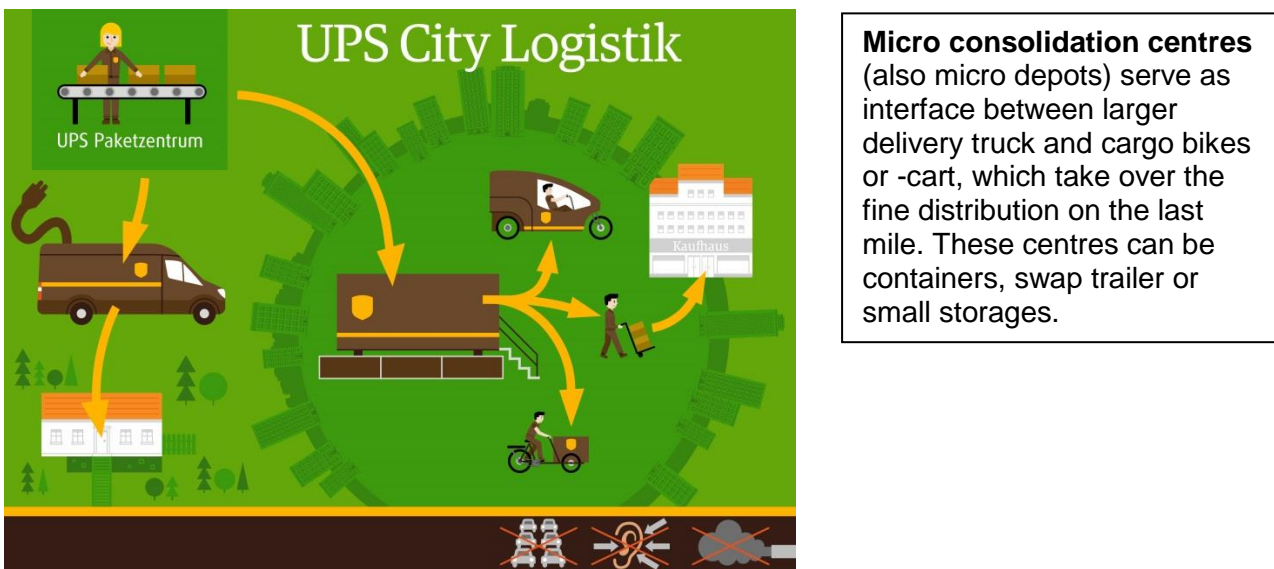 UPS City Logistik
UPS Paketzentrum
Kaufhaus
Micro consolidation centres
(also micro depots) serve as
interface between larger
delivery truck and cargo bikes
or -cart, which take over the
fine distribution on the last
mile. These centres can be
containers, swap trailer or
small storages.